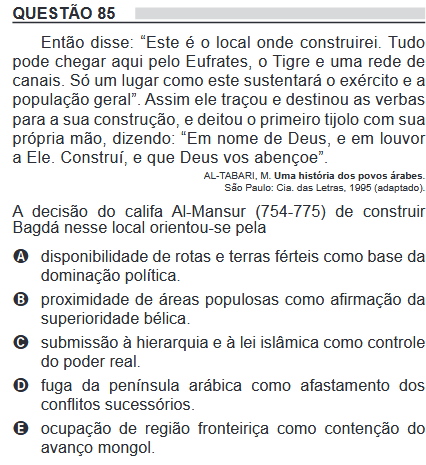 QUESTÃO 85
Então disse: “Este é o local onde construirei. Tudo
pode chegar aqui pelo Eufrates, o Tigre e uma rede de
canais. Só um lugar como este sustentará o exército e a
população geral”. Assim ele traçou e destinou as verbas
para a sua construção, e deitou o primeiro tijolo com sua
própria mão, dizendo: “Em nome de Deus, e em louvor
a Ele. Construí, e que Deus vos abençoe”.
AL-TABARI, M. Uma história dos povos árabes.
São Paulo: Cia. das Letras, 1995 (adaptado).
A decisão do califa Al-Mansur (754-775) de construir
Bagdá nesse local orientou-se pela
A disponibilidade de rotas e terras férteis como base da
dominação política.
B proximidade de áreas populosas como afirmação da
superioridade bélica.
C submissão à hierarquia e à lei islâmica como controle
do poder real.
D fuga da península arábica como afastamento dos
conflitos sucessórios.
E ocupação de região fronteiriça como contenção do
avanço mongol.